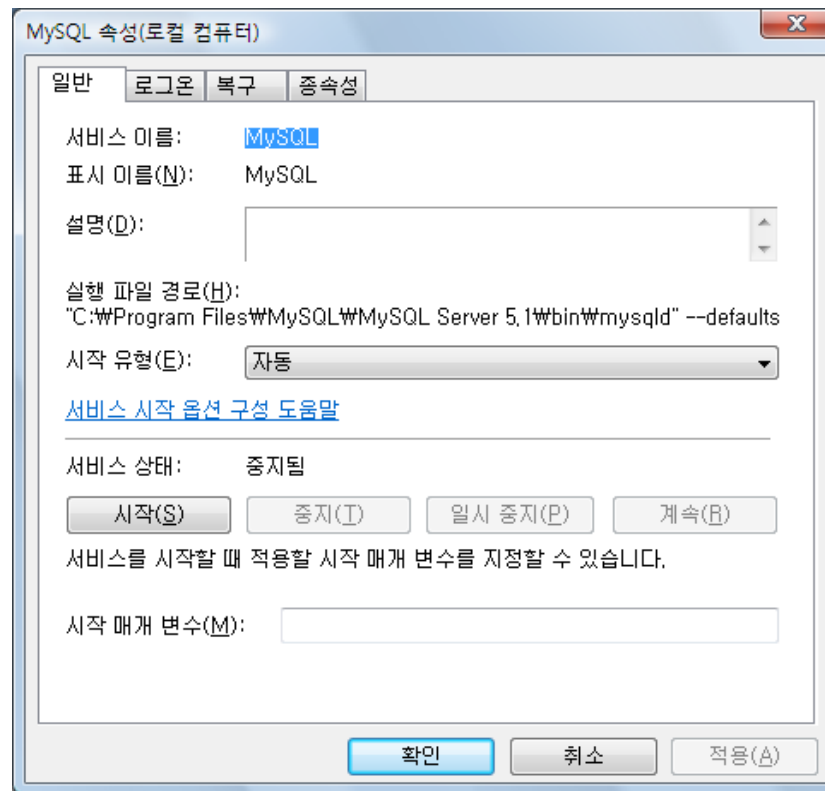 MySQL 속성(로컬 컴퓨터)
일반 로그온 복구 종속성
서비스 이름: MySQL
표시 이름(N): MySQL
설명(D):
실행 파일 경로(H):
"C:₩Program Files₩MySQL₩MySQL Server 5.1₩bin₩mysqld" --defaults
시작 유형(E): 자동
서비스 시작 옵션 구성 도움말
서비스 상태: 중지됨
시작(S) 중지(T) 일시 중지(P) 계속(R)
서비스를 시작할 때 적용할 시작 매개 변수를 지정할 수 있습니다.
시작 매개 변수(M):
확인 취소 적용(A)